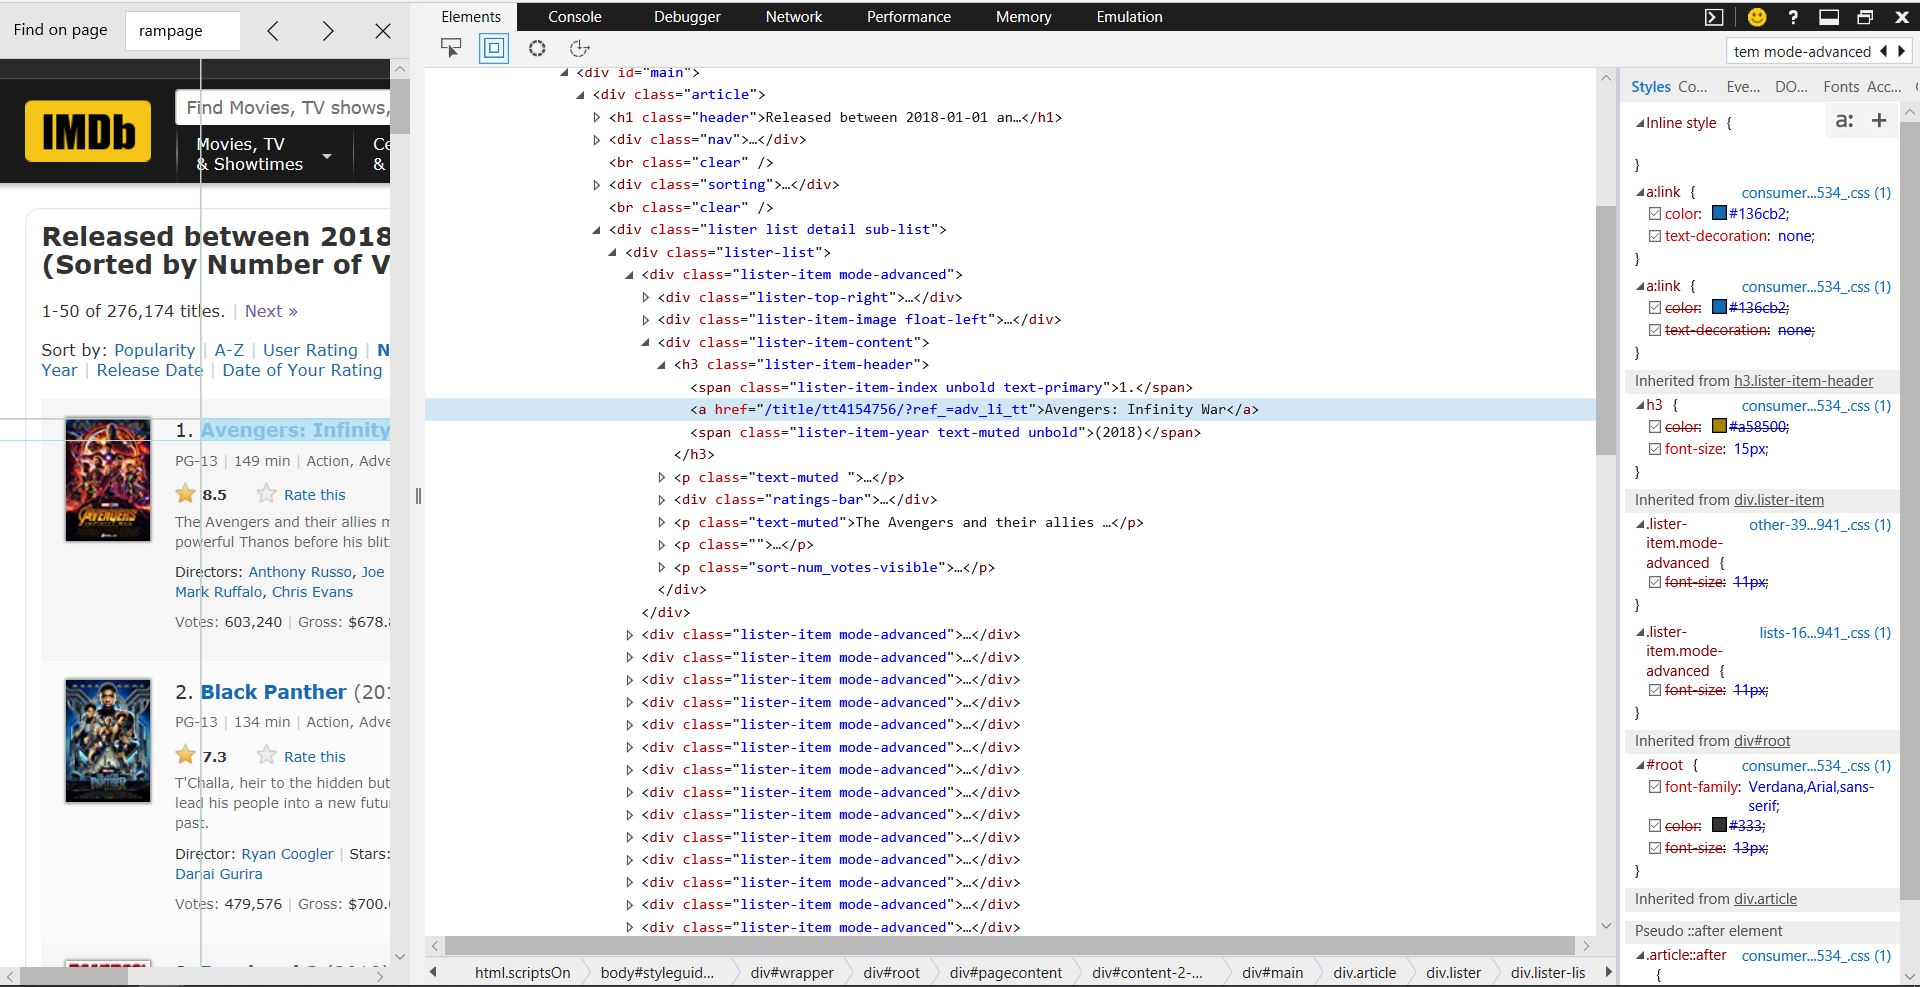 Find on page
rampage
IMDb
Find Movies, TV shows,
Movies, TV
& Showtimes
Ce
&
Released between 2018
(Sorted by Number of V
1-50 of 276,174 titles. | Next »
Sort by: Popularity | A-Z | User Rating | N
Year | Release Date | Date of Your Rating
1. Avengers: Infinity
PG-13 | 149 min | Action, Adve
8.5 Rate this
The Avengers and their allies m
powerful Thanos before his blitz
Directors: Anthony Russo, Joe
Mark Ruffalo, Chris Evans
Votes: 603,240 | Gross: $678.8
AVENGERS
2. Black Panther (201
PG-13 | 134 min | Action, Adve
7.3 Rate this
T'Challa, heir to the hidden but
lead his people into a new futur
past.
Director: Ryan Coogler | Stars:
Danai Gurira
Votes: 479,576 | Gross: $700.0
Elements Console Debugger Network Performance Memory Emulation
?
tem mode-advanced
<div id="main">
<div class="article">
<h1 class="header">Released between 2018-01-01 an…</h1>
<div class="nav">…</div>
<br class="clear" />
<div class="sorting">…</div>
<br class="clear" />
<div class="lister list detail sub-list">
<div class="lister-list">
<div class="lister-item mode-advanced">
<div class="lister-top-right">…</div>
<div class="lister-item-image float-left">…</div>
<div class="lister-item-content">
<h3 class="lister-item-header">
<span class="lister-item-index unbold text-primary">1.</span>
<a href="/title/tt4154756/?ref_=adv_li_tt">Avengers: Infinity War</a>
<span class="lister-item-year text-muted unbold">(2018)</span>
</h3>
<p class="text-muted ">…</p>
<div class="ratings-bar">…</div>
<p class="text-muted">The Avengers and their allies …</p>
<p class="">…</p>
<p class="sort-num_votes-visible">…</p>
</div>
</div>
<div class="lister-item mode-advanced">…</div>
<div class="lister-item mode-advanced">…</div>
<div class="lister-item mode-advanced">…</div>
<div class="lister-item mode-advanced">…</div>
<div class="lister-item mode-advanced">…</div>
<div class="lister-item mode-advanced">…</div>
<div class="lister-item mode-advanced">…</div>
<div class="lister-item mode-advanced">…</div>
<div class="lister-item mode-advanced">…</div>
<div class="lister-item mode-advanced">…</div>
<div class="lister-item mode-advanced">…</div>
<div class="lister-item mode-advanced">…</div>
<div class="lister-item mode-advanced">…</div>
<div class="lister-item mode-advanced">…</div>
html.scriptsOn body#styleguid... div#wrapper div#root div#pagecontent div#content-2-... div#main div.article div.lister div.lister-lis
Styles Co... Eve... DO... Fonts Acc...
Inline style {
a: +
}
a:link { consumer...534_.css (1)
color: #136cb2;
text-decoration: none;
}
a:link { consumer...534_.css (1)
color: #136cb2;
text-decoration: none;
}
Inherited from h3.lister-item-header
h3 { consumer...534_.css (1)
color: #a58500;
font-size: 15px;
}
Inherited from div.lister-item
.lister- other-39...941_.css (1)
item.mode-
advanced {
font-size: 11px;
}
.lister- lists-16...941_.css (1)
item.mode-
advanced {
font-size: 11px;
}
Inherited from div#root
#root { consumer...534_.css (1)
font-family: Verdana,Arial,sans-
serif;
color: #333;
font-size: 13px;
}
Inherited from div.article
Pseudo ::after element
.article::after consumer...534_.css (1)
{